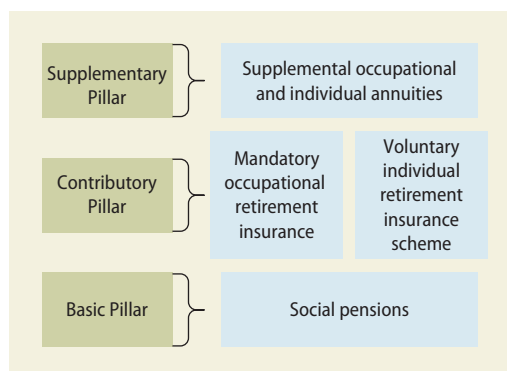 Supplementary
Pillar
Supplemental occupational
and individual annuities
Contributory
Pillar
Mandatory
occupational
retirement
insurance
Voluntary
individual
retirement
insurance
scheme
Basic Pillar
Social pensions